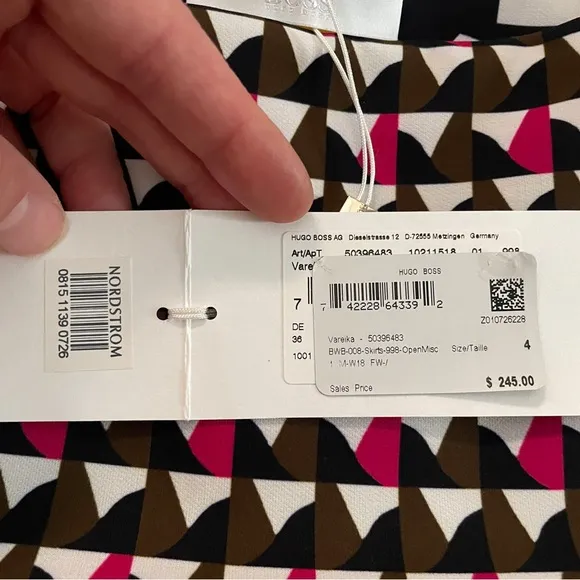 NORDSTROM
0815 1139 0726
HUGO BOSS AG Dieselstrasse 12 D-72555 Metzingen Germany
Art/ApT 50396483 10211518 01 998
7
DE
36
1001
HUGO BOSS
42228 64339 2
Z010726228
Vareika - 50396483
BWB-008-Skirts-998-OpenMisc Size/Taille 4
1 M-W18 FW-/
Sales Price
$ 245.00